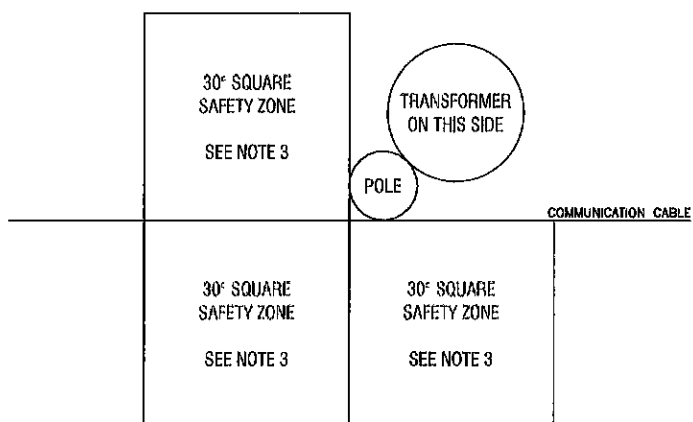 30" SQUARE
SAFETY ZONE
SEE NOTE 3
TRANSFORMER
ON THIS SIDE
POLE
COMMUNICATION CABLE
30" SQUARE
SAFETY ZONE
SEE NOTE 3
30" SQUARE
SAFETY ZONE
SEE NOTE 3